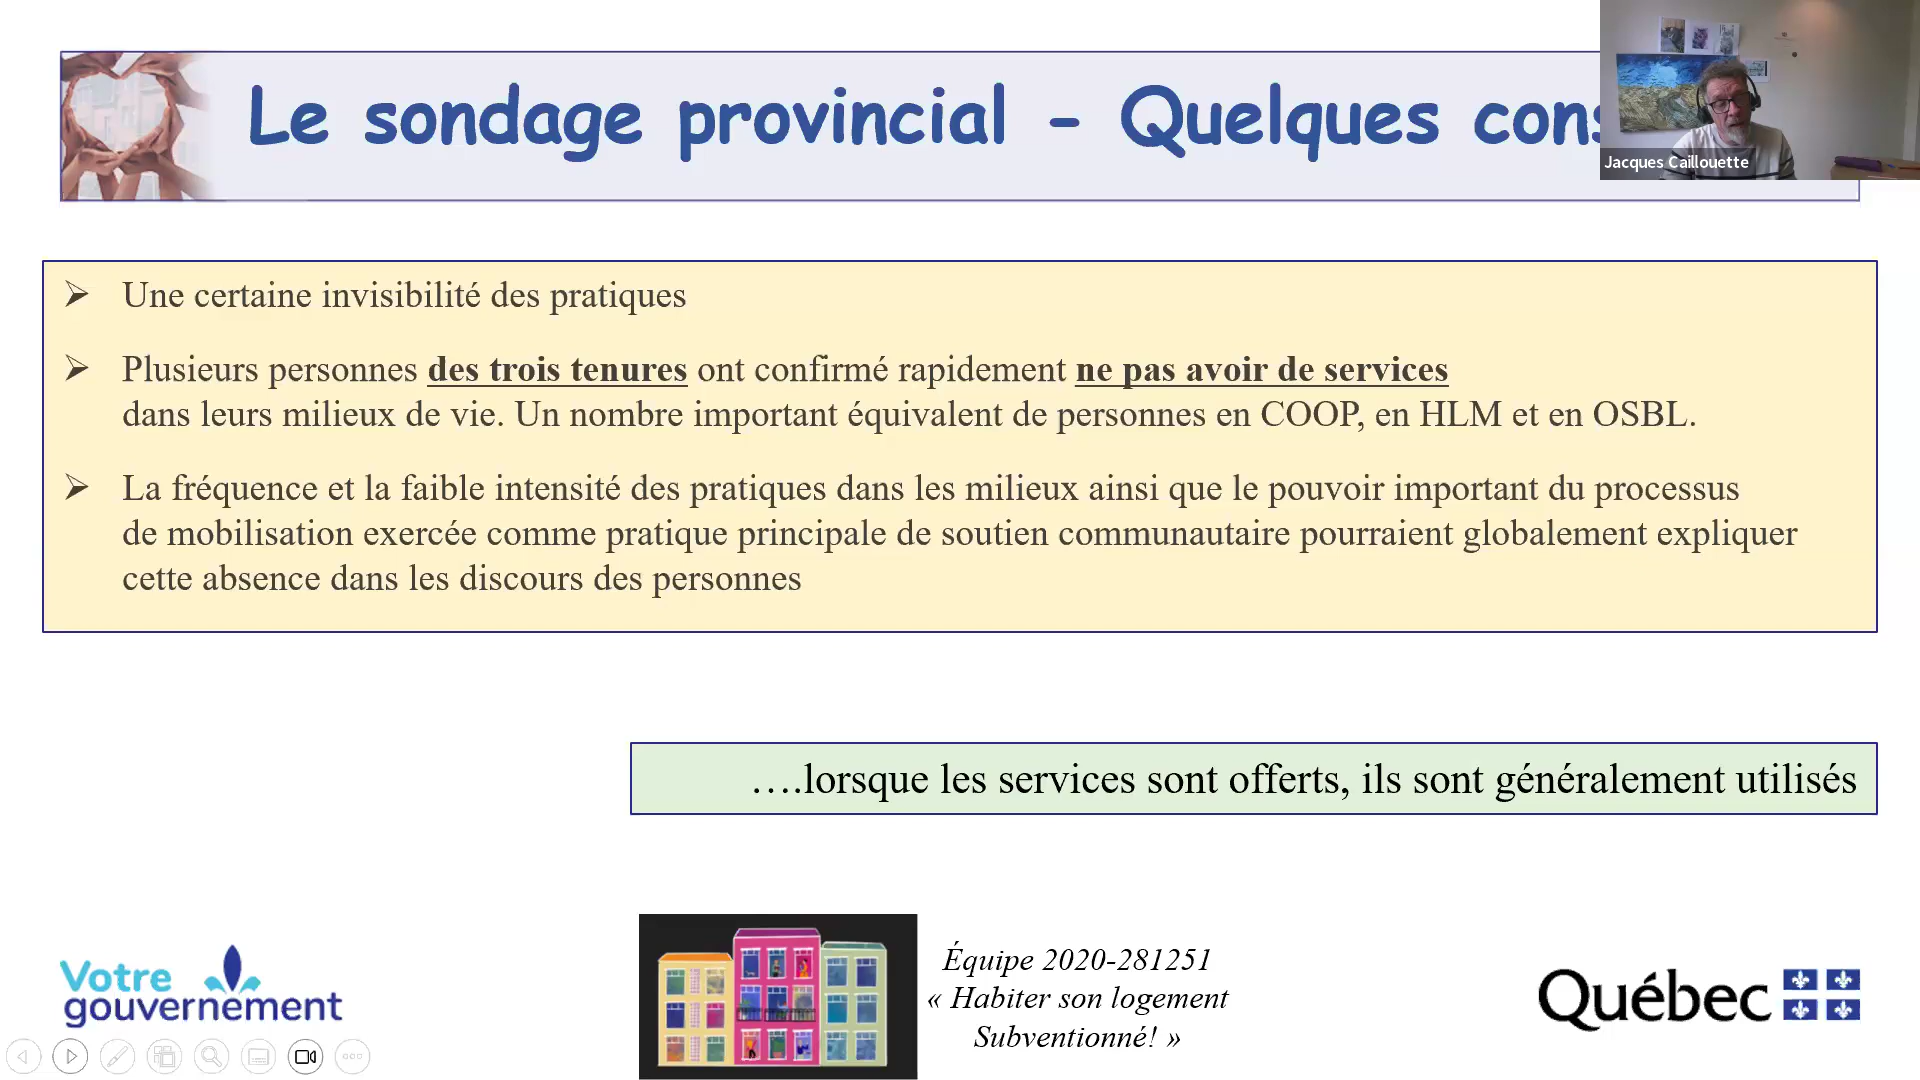 Le sondage provincial - Quelques
Jacques Caillouette
➢ Une certaine invisibilité des pratiques
➢ Plusieurs personnes des trois tenures ont confirmé rapidement ne pas avoir de services
dans leurs milieux de vie. Un nombre important équivalent de personnes en COOP, en HLM et en OSBL.
➢ La fréquence et la faible intensité des pratiques dans les milieux ainsi que le pouvoir important du processus
de mobilisation exercée comme pratique principale de soutien communautaire pourraient globalement expliquer
cette absence dans les discours des personnes
….lorsque les services sont offerts, ils sont généralement utilisés
Équipe 2020-281251
« Habiter son logement
Subventionné! »
Votre
gouvernement
Québec